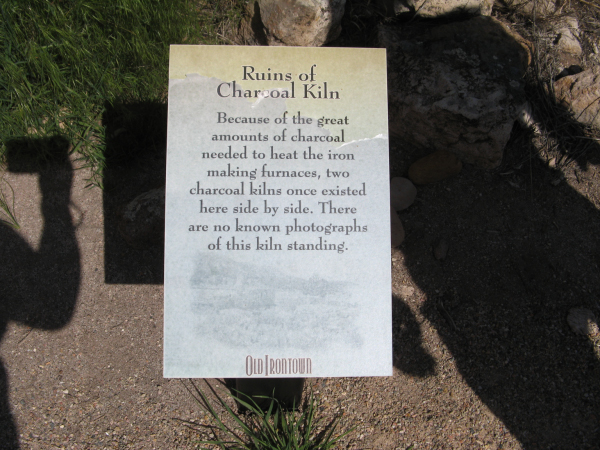 Ruins of
Charcoal Kiln
Because of the great
amounts of charcoal
needed to heat the iron
making furnaces, two
charcoal kilns once existed
here side by side. There
are no known photographs
of this kiln standing.
Old Irontown